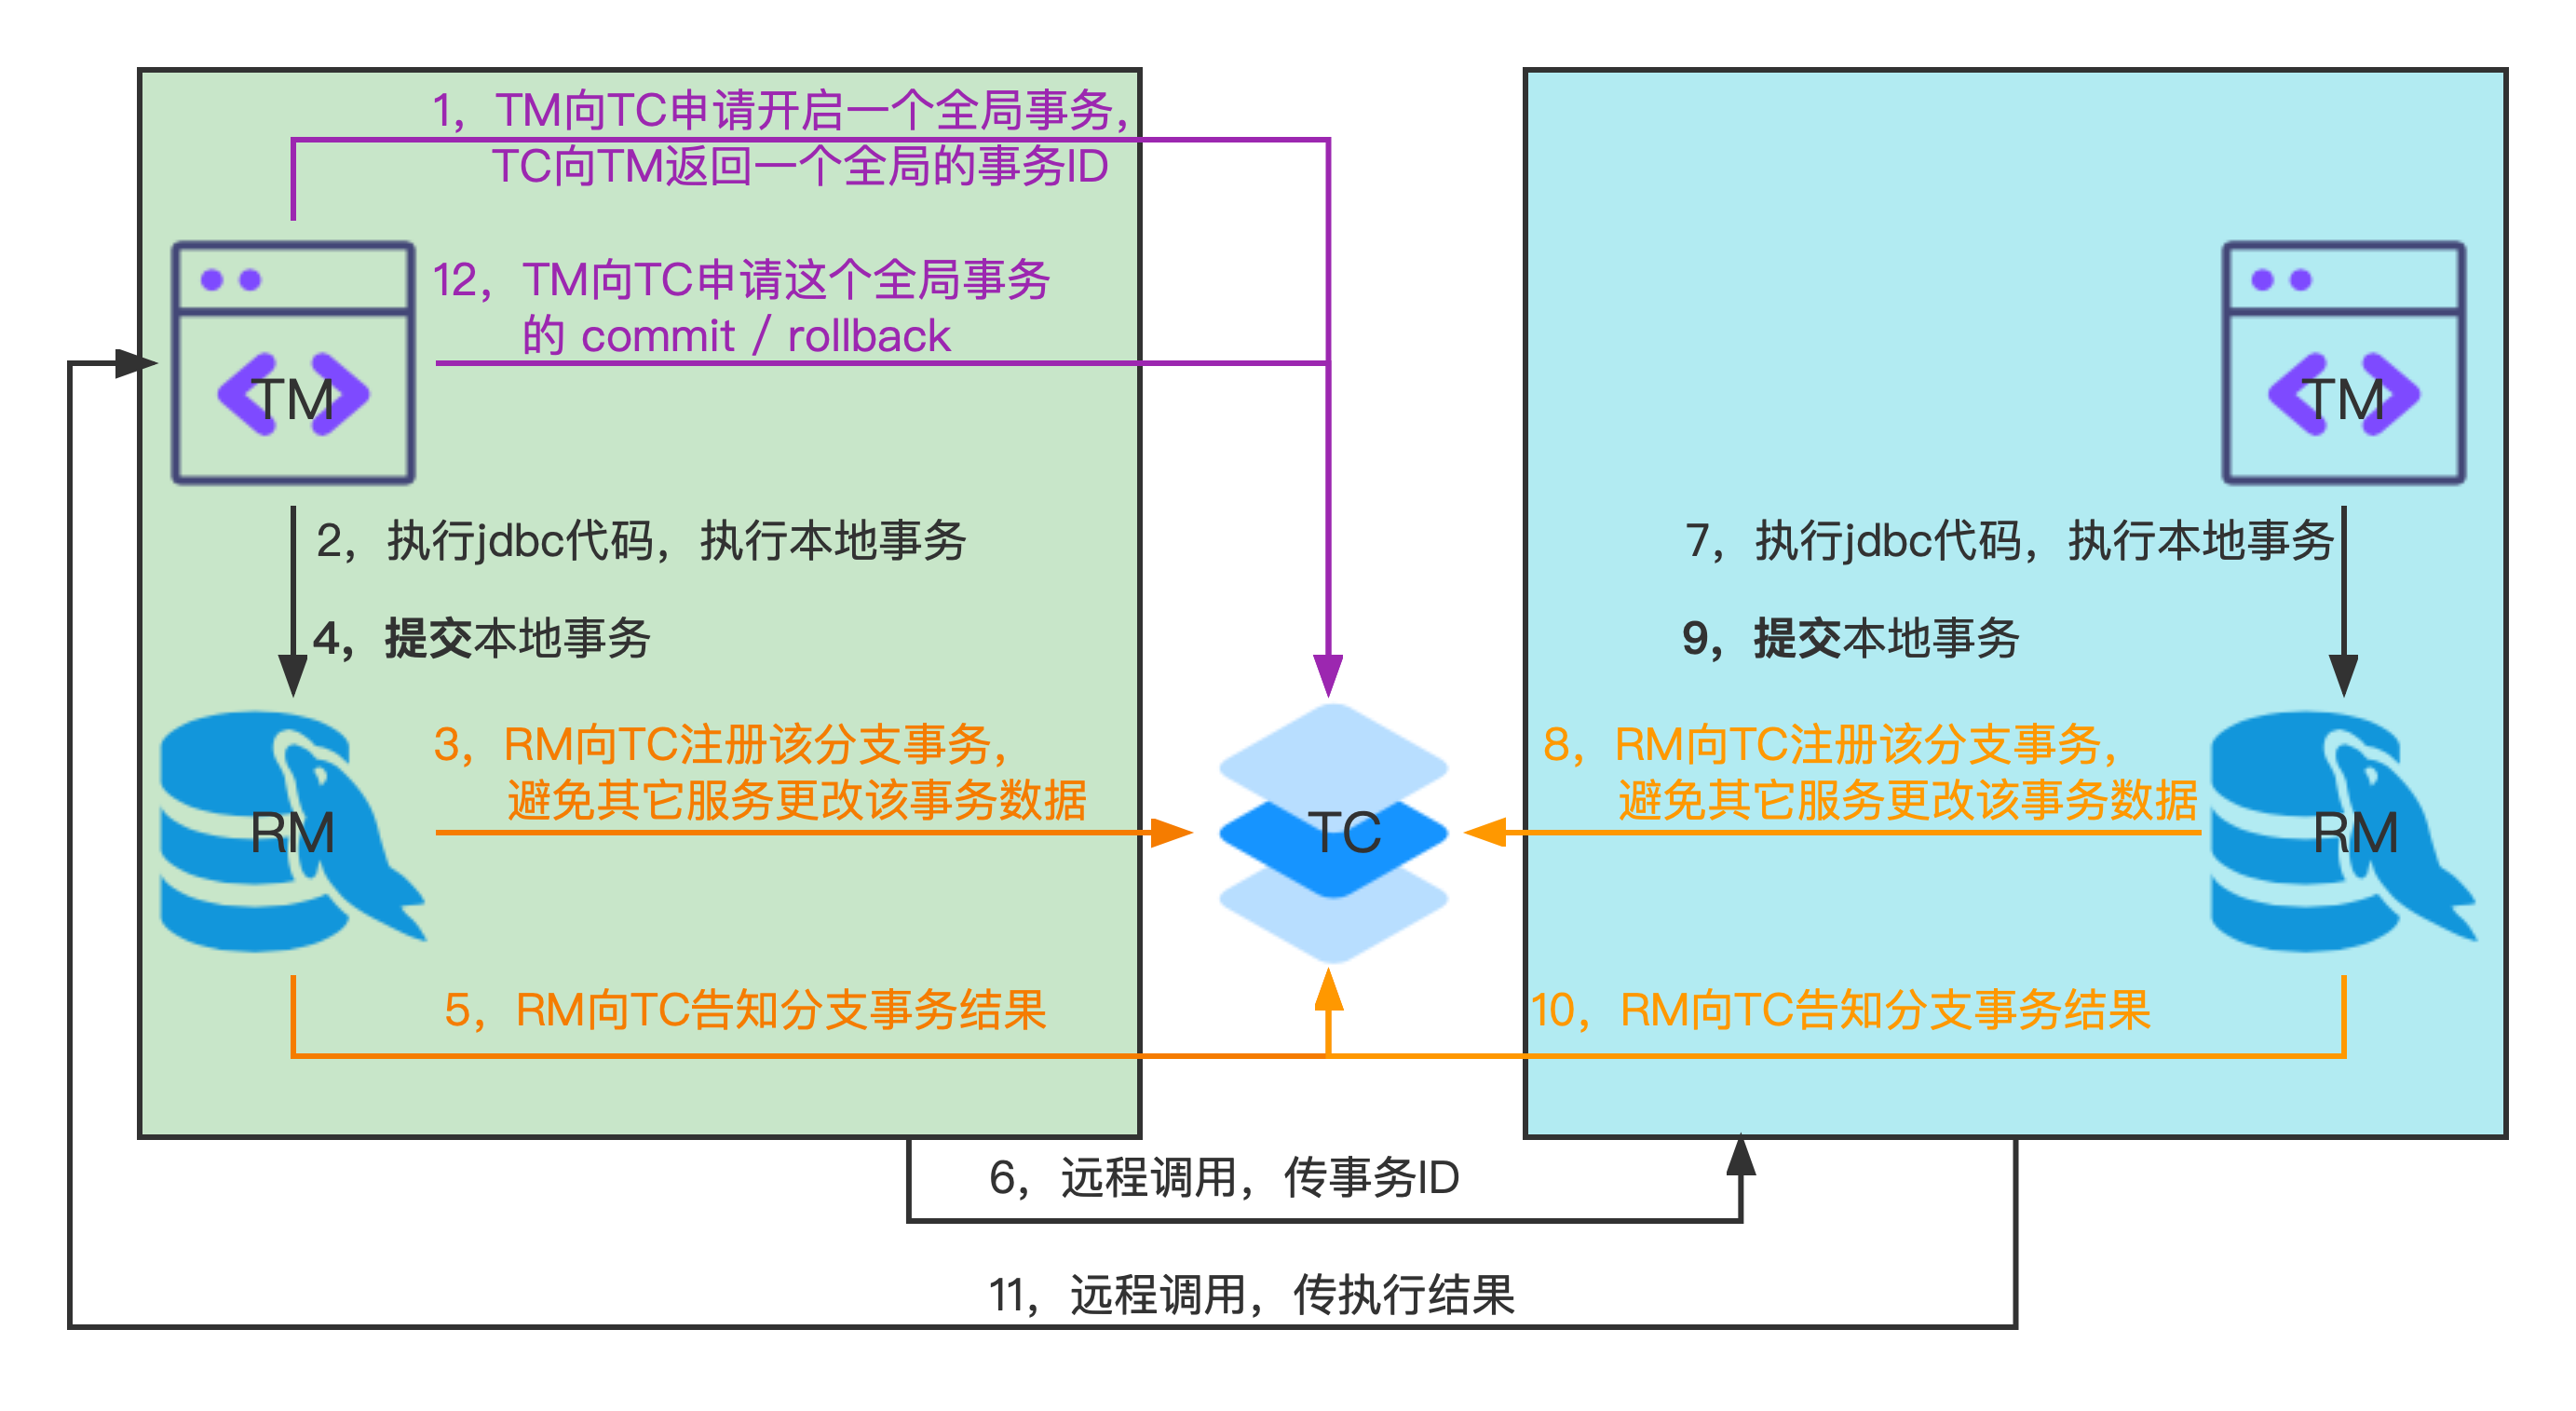 1，TM向TC申请开启一个全局事务，
TC向TM返回一个全局的事务ID
12，TM向TC申请这个全局事务
的 commit / rollback
TM
2，执行jdbc代码，执行本地事务
4，提交本地事务
3，RM向TC注册该分支事务，
避免其它服务更改该事务数据
RM
5，RM向TC告知分支事务结果
TC
TM
7，执行jdbc代码，执行本地事务
9，提交本地事务
8，RM向TC注册该分支事务，
避免其它服务更改该事务数据
RM
10，RM向TC告知分支事务结果
6，远程调用，传事务ID
11，远程调用，传执行结果